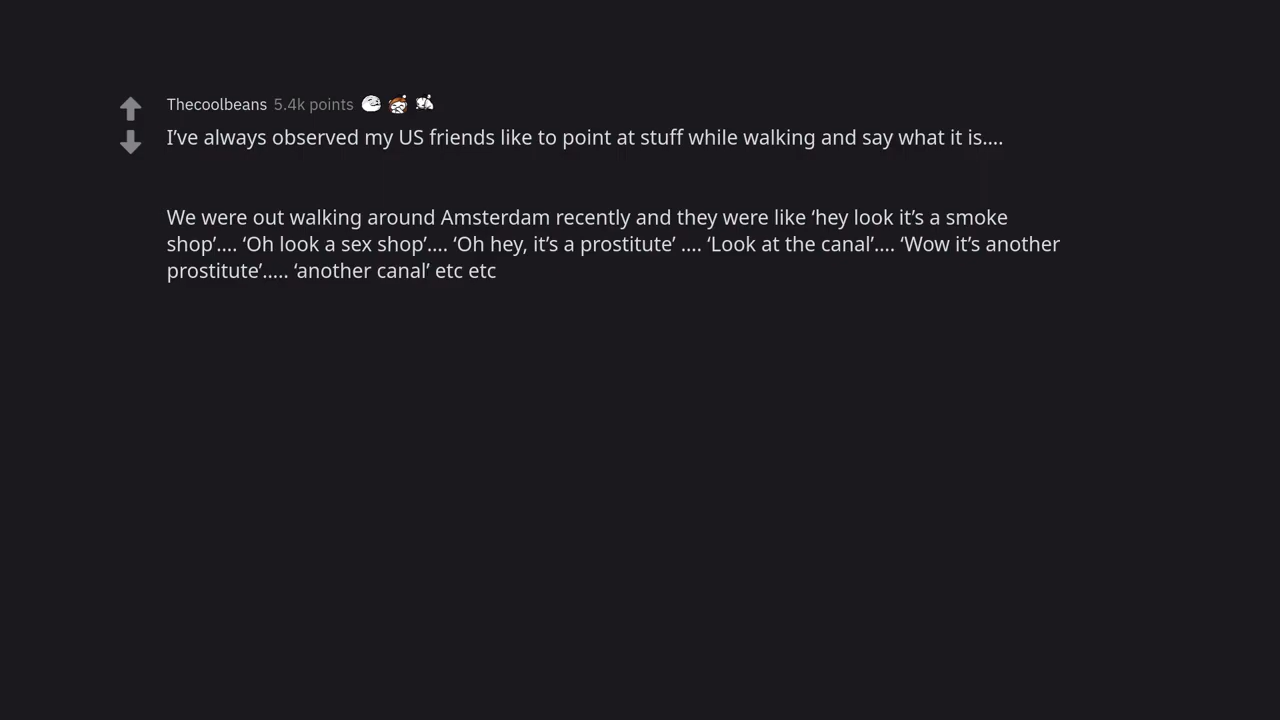 Thecoolbeans 5.4k points
I’ve always observed my US friends like to point at stuff while walking and say what it is....
We were out walking around Amsterdam recently and they were like ‘hey look it’s a smoke
shop’.... ‘Oh look a sex shop’.... ‘Oh hey, it’s a prostitute’ .... ‘Look at the canal’.... ‘Wow it’s another
prostitute’..... ‘another canal’ etc etc